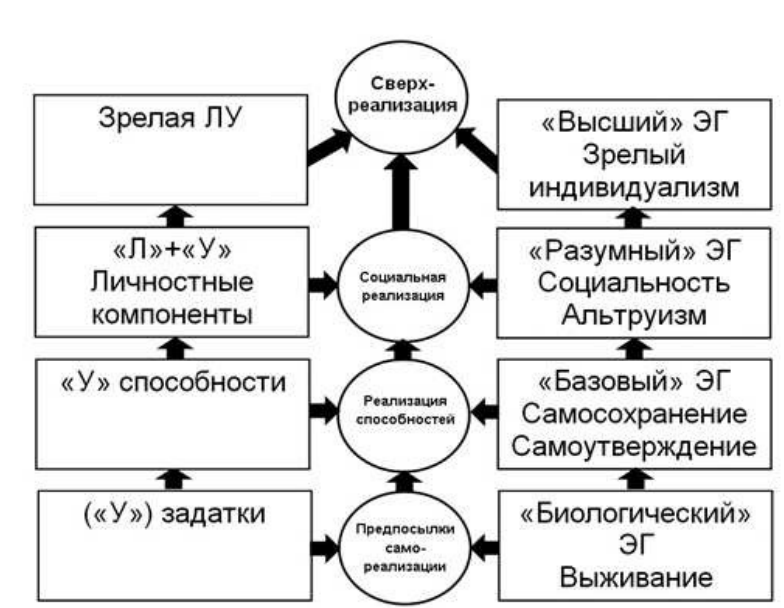 Сверх-
реализация
Зрелая ЛУ
«Высший» ЭГ
Зрелый
индивидуализм
«Л»+«У»
Личностные
компоненты
Социальная
реализация
«Разумный» ЭГ
Социальность
Альтруизм
«У» способности
Реализация
способностей
«Базовый» ЭГ
Самосохранение
Самоутверждение
(«У») задатки
Предпосылки
само-
реализации
«Биологический»
ЭГ
Выживание